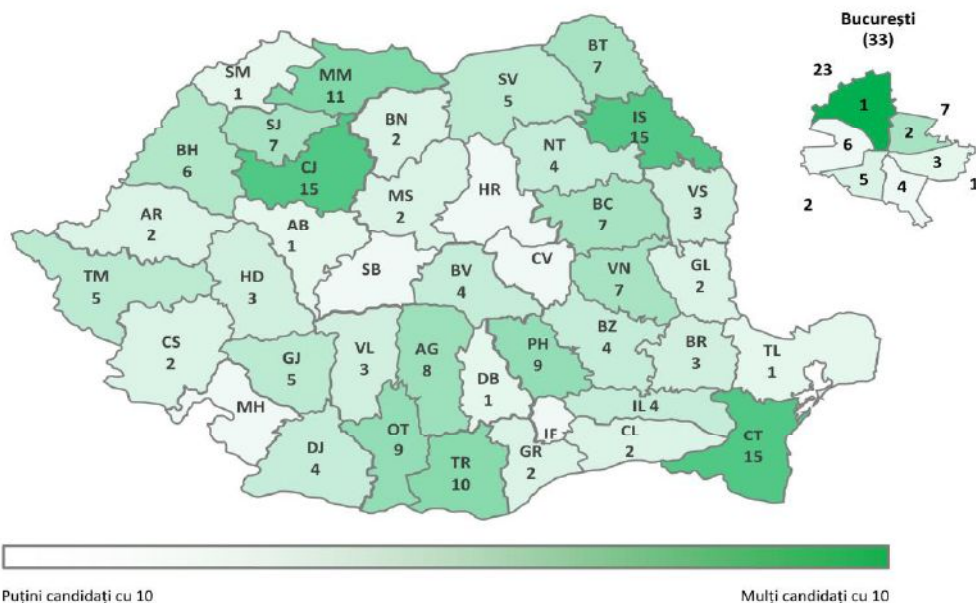 București
(33)
23
1
7
2
6
3
5
4
1
2
SM
1
MM
11
SV
5
BT
7
SJ
7
BN
2
IS
15
BH
6
CJ
15
NT
4
MS
2
HR
BC
7
VS
3
AR
2
AB
1
SB
CV
TM
5
HD
3
BV
4
VN
7
GL
2
CS
2
GJ
5
VL
3
AG
8
DB
1
PH
9
BZ
4
BR
3
TL
1
MH
DJ
4
OT
9
TR
10
GR
2
IF
IL 4
CL
2
CT
15
Puțini candidați cu 10
Mulți candidați cu 10